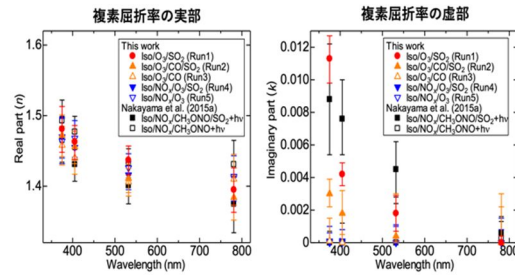 複素屈折率の実部
複素屈折率の虚部
1.6
1.5
1.4
Real part (n)
This work
Iso/O₃/SO₂ (Run1)
Iso/O₃/CO/SO₂ (Run2)
Iso/O₃/CO (Run3)
Iso/NOₓ/O₃/SO₂ (Run4)
Iso/NOₓ/O₃ (Run5)
Nakayama et al. (2015a)
Iso/NOₓ/CH₃ONO/SO₂+hν
Iso/NOₓ/CH₃ONO+hν
400 500 600 700 800
Wavelength (nm)
0.012
0.010
0.008
0.006
0.004
0.002
0
Imaginary part (k)
This work
Iso/O₃/SO₂ (Run1)
Iso/O₃/CO/SO₂ (Run2)
Iso/O₃/CO (Run3)
Iso/NOₓ/O₃/SO₂ (Run4)
Iso/NOₓ/O₃ (Run5)
Nakayama et al. (2015a)
Iso/NOₓ/CH₃ONO/SO₂+hν
Iso/NOₓ/CH₃ONO+hν
400 500 600 700 800
Wavelength (nm)